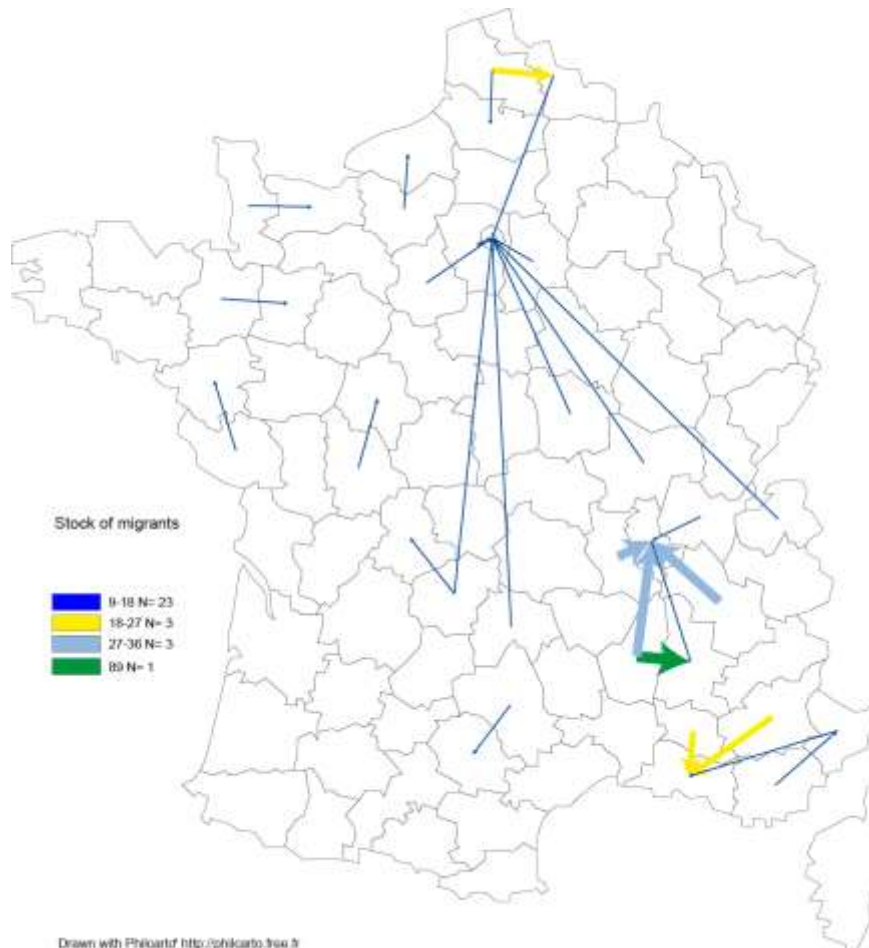 Stock of migrants
9-18 N= 23
18-27 N= 3
27-36 N= 3
89 N= 1
Drawn with Philcarto* http://philcarto.free.fr